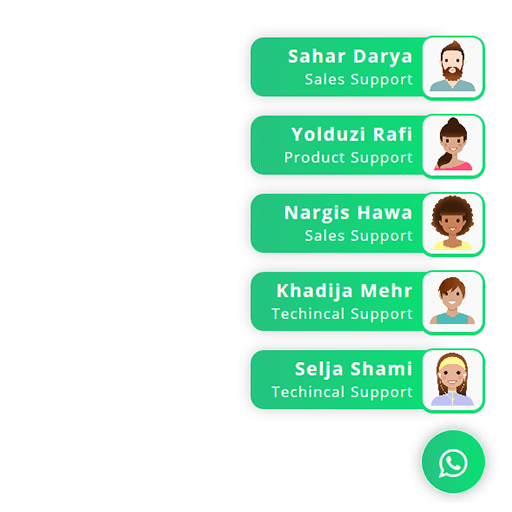 Sahar Darya
Sales Support
Yolduzi Rafi
Product Support
Nargis Hawa
Sales Support
Khadija Mehr
Techincal Support
Selja Shami
Techincal Support